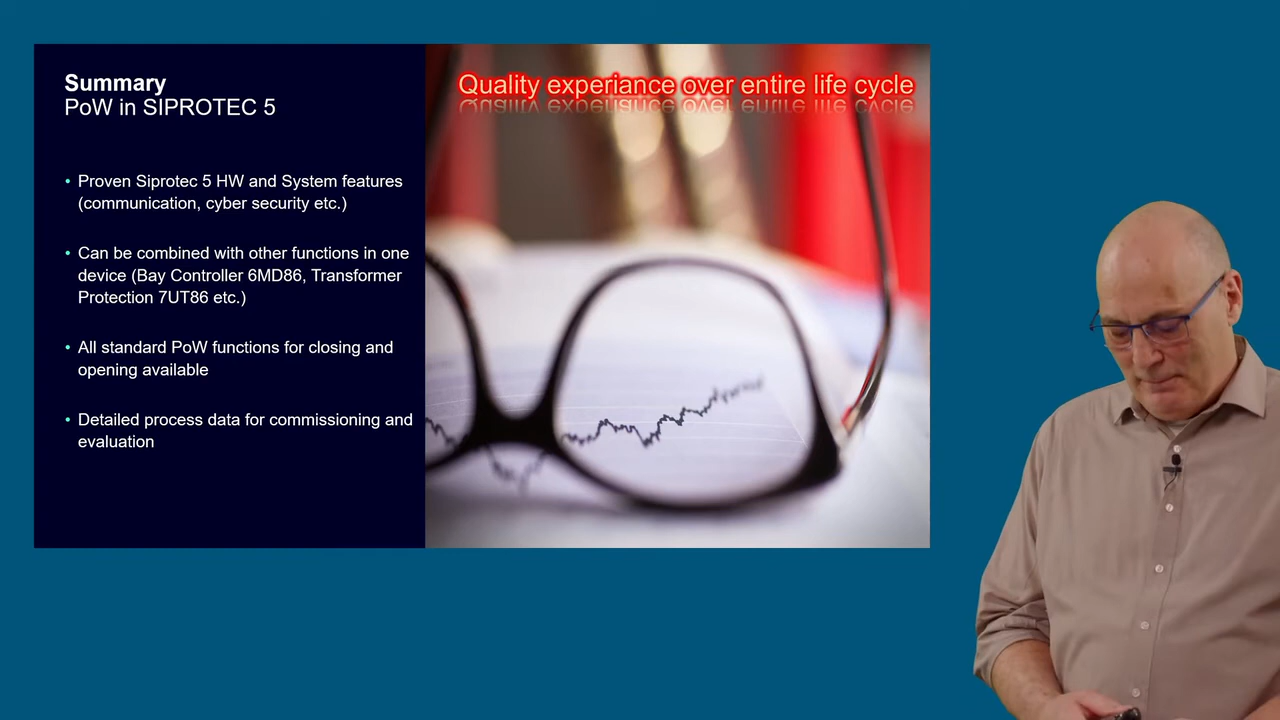 Summary
PoW in SIPROTEC 5
Quality experiance over entire life cycle
• Proven Siprotec 5 HW and System features
(communication, cyber security etc.)
• Can be combined with other functions in one
device (Bay Controller 6MD86, Transformer
Protection 7UT86 etc.)
• All standard PoW functions for closing and
opening available
• Detailed process data for commissioning and
evaluation